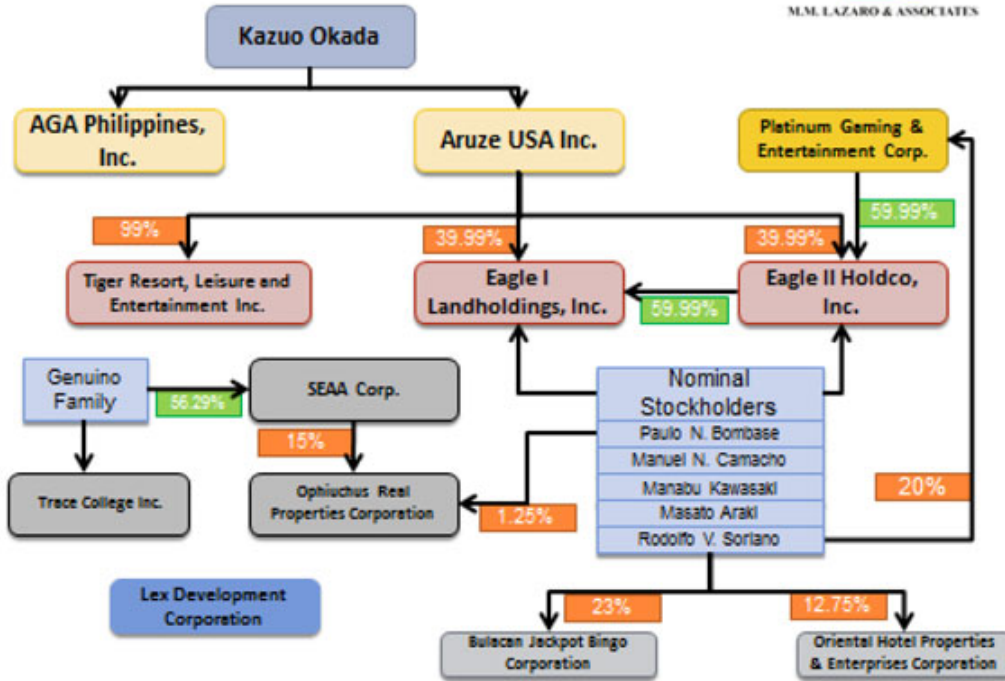 M.M. LAZARO & ASSOCIATES
Kazuo Okada
AGA Philippines,
Inc.
Aruze USA Inc.
Platinum Gaming &
Entertainment Corp.
59.99%
99%
39.99%
39.99%
Tiger Resort, Leisure and
Entertainment Inc.
Eagle I
Landholdings, Inc.
Eagle II Holdco,
Inc.
59.99%
Genuino
Family
56.29%
SEAA Corp.
Nominal
Stockholders
Paulo N. Bombase
Manuel N. Camacho
Manabu Kawasaki
Masato Araki
Rodolfo V. Soriano
15%
Trace College Inc.
Ophiuchus Real
Properties Corporation
1.25%
20%
Lex Development
Corporation
23%
12.75%
Bulacan Jackpot Bingo
Corporation
Oriental Hotel Properties
& Enterprises Corporation